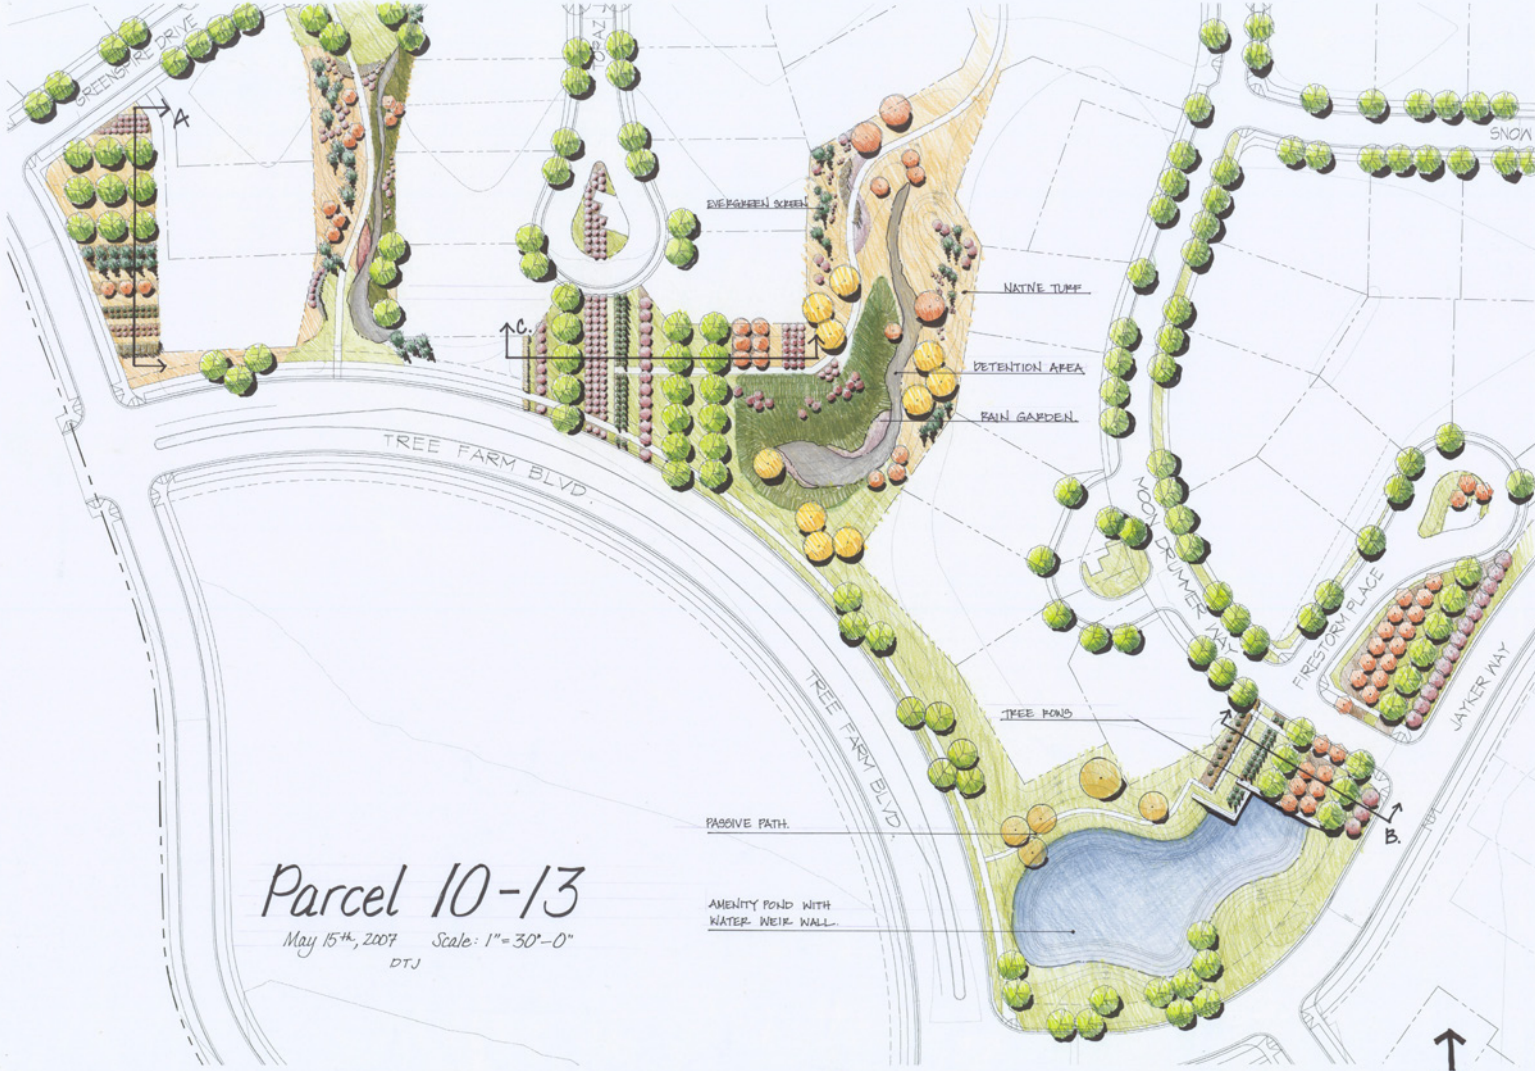 GREENSPIRE DRIVE
A
TOPAZ
SNOW
EVERGREEN SCREEN
NATIVE TURF
C.
DETENTION AREA
RAIN GARDEN.
TREE FARM BLVD.
MOON DRUMMER WAY
FIRESTORM PLACE
JAYKER WAY
TREE FARM BLVD.
TREE ROWS
PASSIVE PATH.
B.
AMENITY POND WITH
WATER WEIR WALL.
Parcel 10-13
May 15th, 2007 Scale: 1"=30'-0"
DTJ